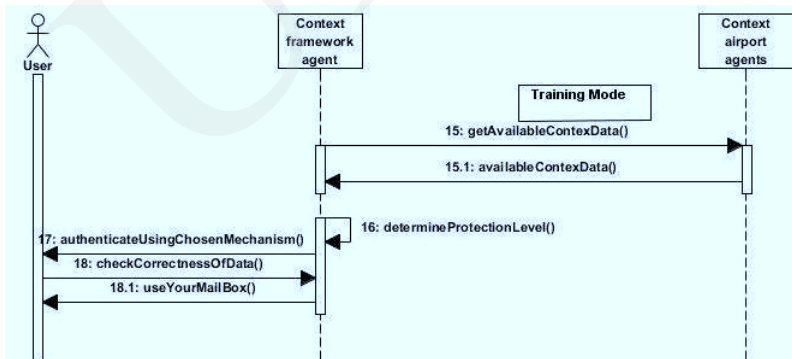 Context
framework
agent
Context
airport
agents
User
Training Mode
15: getAvailableContexData()
15.1: availableContexData()
16: determineProtectionLevel()
17: authenticateUsingChosenMechanism()
18: checkCorrectnessOfData()
18.1: useYourMailBox()